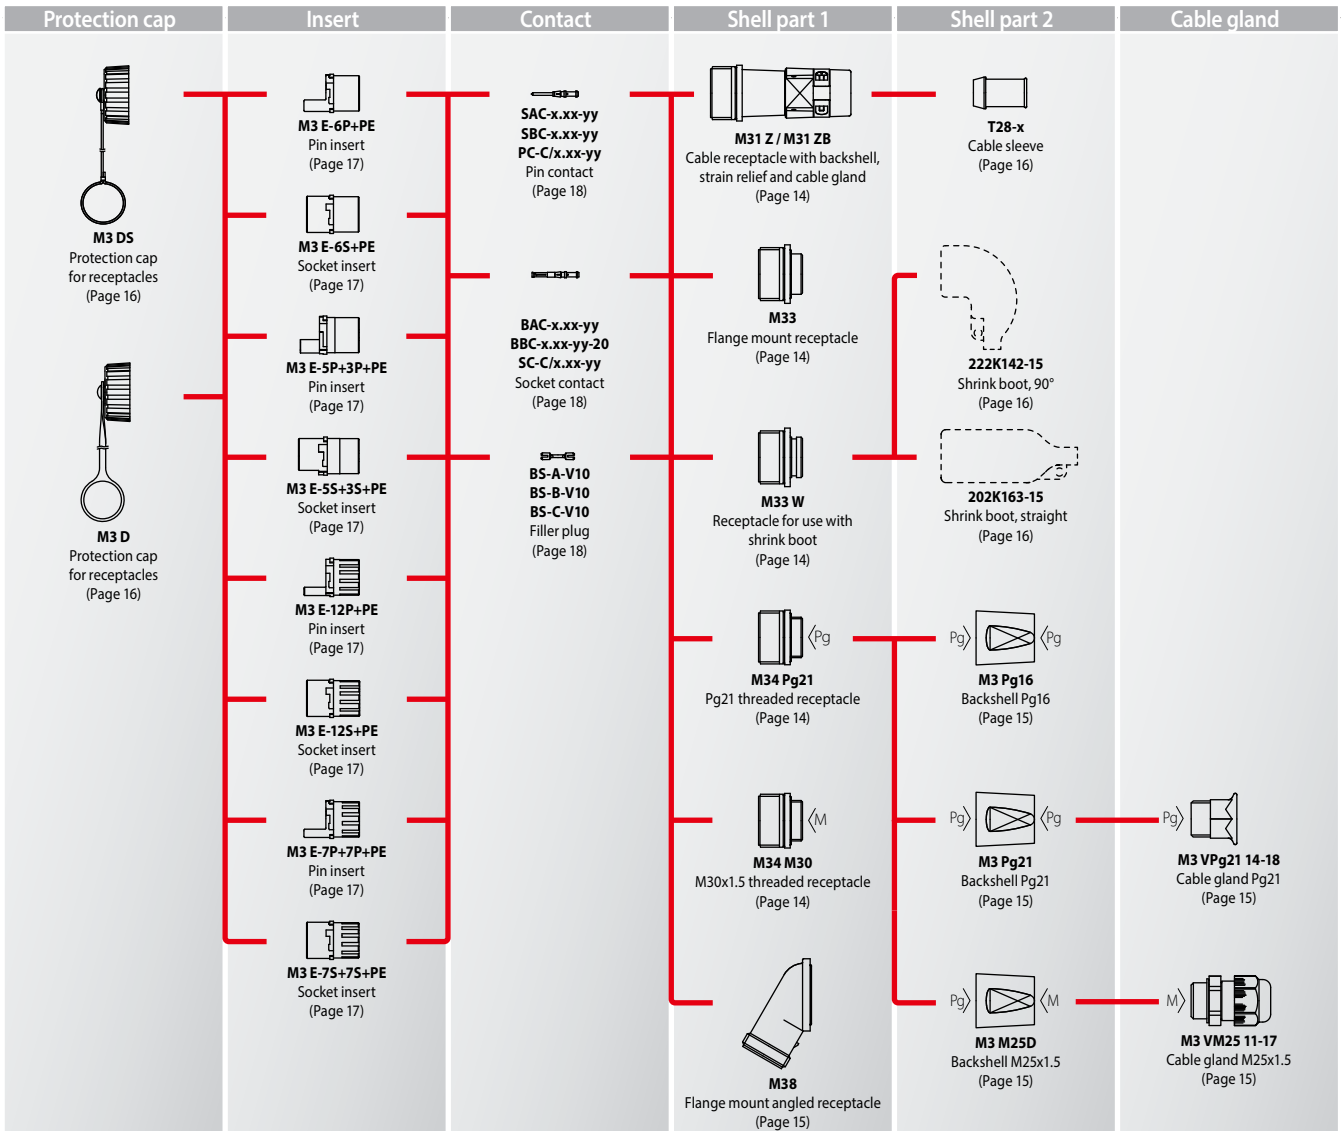 Protection cap
Insert
Contact
Shell part 1
Shell part 2
Cable gland
M3 DS
Protection cap
for receptacles
(Page 16)
M3 D
Protection cap
for receptacles
(Page 16)
M3 E-6P+PE
Pin insert
(Page 17)
M3 E-6S+PE
Socket insert
(Page 17)
M3 E-5P+3P+PE
Pin insert
(Page 17)
M3 E-5S+3S+PE
Socket insert
(Page 17)
M3 E-12P+PE
Pin insert
(Page 17)
M3 E-12S+PE
Socket insert
(Page 17)
M3 E-7P+7P+PE
Pin insert
(Page 17)
M3 E-7S+7S+PE
Socket insert
(Page 17)
SAC-x.xx-yy
SBC-x.xx-yy
PC-C/x.xx-yy
Pin contact
(Page 18)
BAC-x.xx-yy
BBC-x.xx-yy-20
SC-C/x.xx-yy
Socket contact
(Page 18)
BS-A-V10
BS-B-V10
BS-C-V10
Filler plug
(Page 18)
M31 Z / M31 ZB
Cable receptacle with backshell,
strain relief and cable gland
(Page 14)
M33
Flange mount receptacle
(Page 14)
M33 W
Receptacle for use with
shrink boot
(Page 14)
Pg
M34 Pg21
Pg21 threaded receptacle
(Page 14)
M
M34 M30
M30x1.5 threaded receptacle
(Page 14)
M38
Flange mount angled receptacle
(Page 15)
T28-x
Cable sleeve
(Page 16)
222K142-15
Shrink boot, 90°
(Page 16)
202K163-15
Shrink boot, straight
(Page 16)
Pg Pg
M3 Pg16
Backshell Pg16
(Page 15)
Pg Pg
M3 Pg21
Backshell Pg21
(Page 15)
Pg M
M3 M25D
Backshell M25x1.5
(Page 15)
Pg
M3 VPg21 14-18
Cable gland Pg21
(Page 15)
M
M3 VM25 11-17
Cable gland M25x1.5
(Page 15)